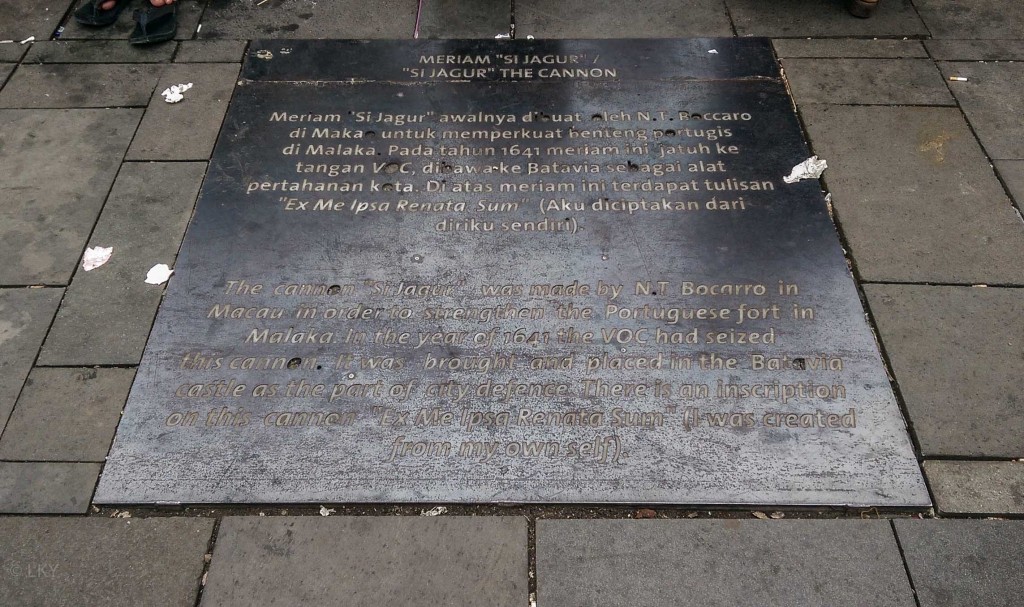 MERIAM "SI JAGUR" /
"SI JAGUR" THE CANNON
Meriam "Si Jagur" awalnya dibuat oleh N.T. Boccaro
di Makao untuk memperkuat benteng portugis
di Malaka. Pada tahun 1641 meriam ini jatuh ke
tangan VOC, dibawa ke Batavia sebagai alat
pertahanan kota. Di atas meriam ini terdapat tulisan
"Ex Me Ipsa Renata Sum" (Aku diciptakan dari
diriku sendiri).
The cannon "Si Jagur" was made by N.T. Bocarro in
Macau in order to strengthen the Portuguese fort in
Malaka. In the year of 1641 the VOC had seized
this cannon. It was brought and placed in the Batavia
castle as the part of city defence. There is an inscription
on this cannon "Ex Me Ipsa Renata Sum" (I was created
from my own self).
© LKY